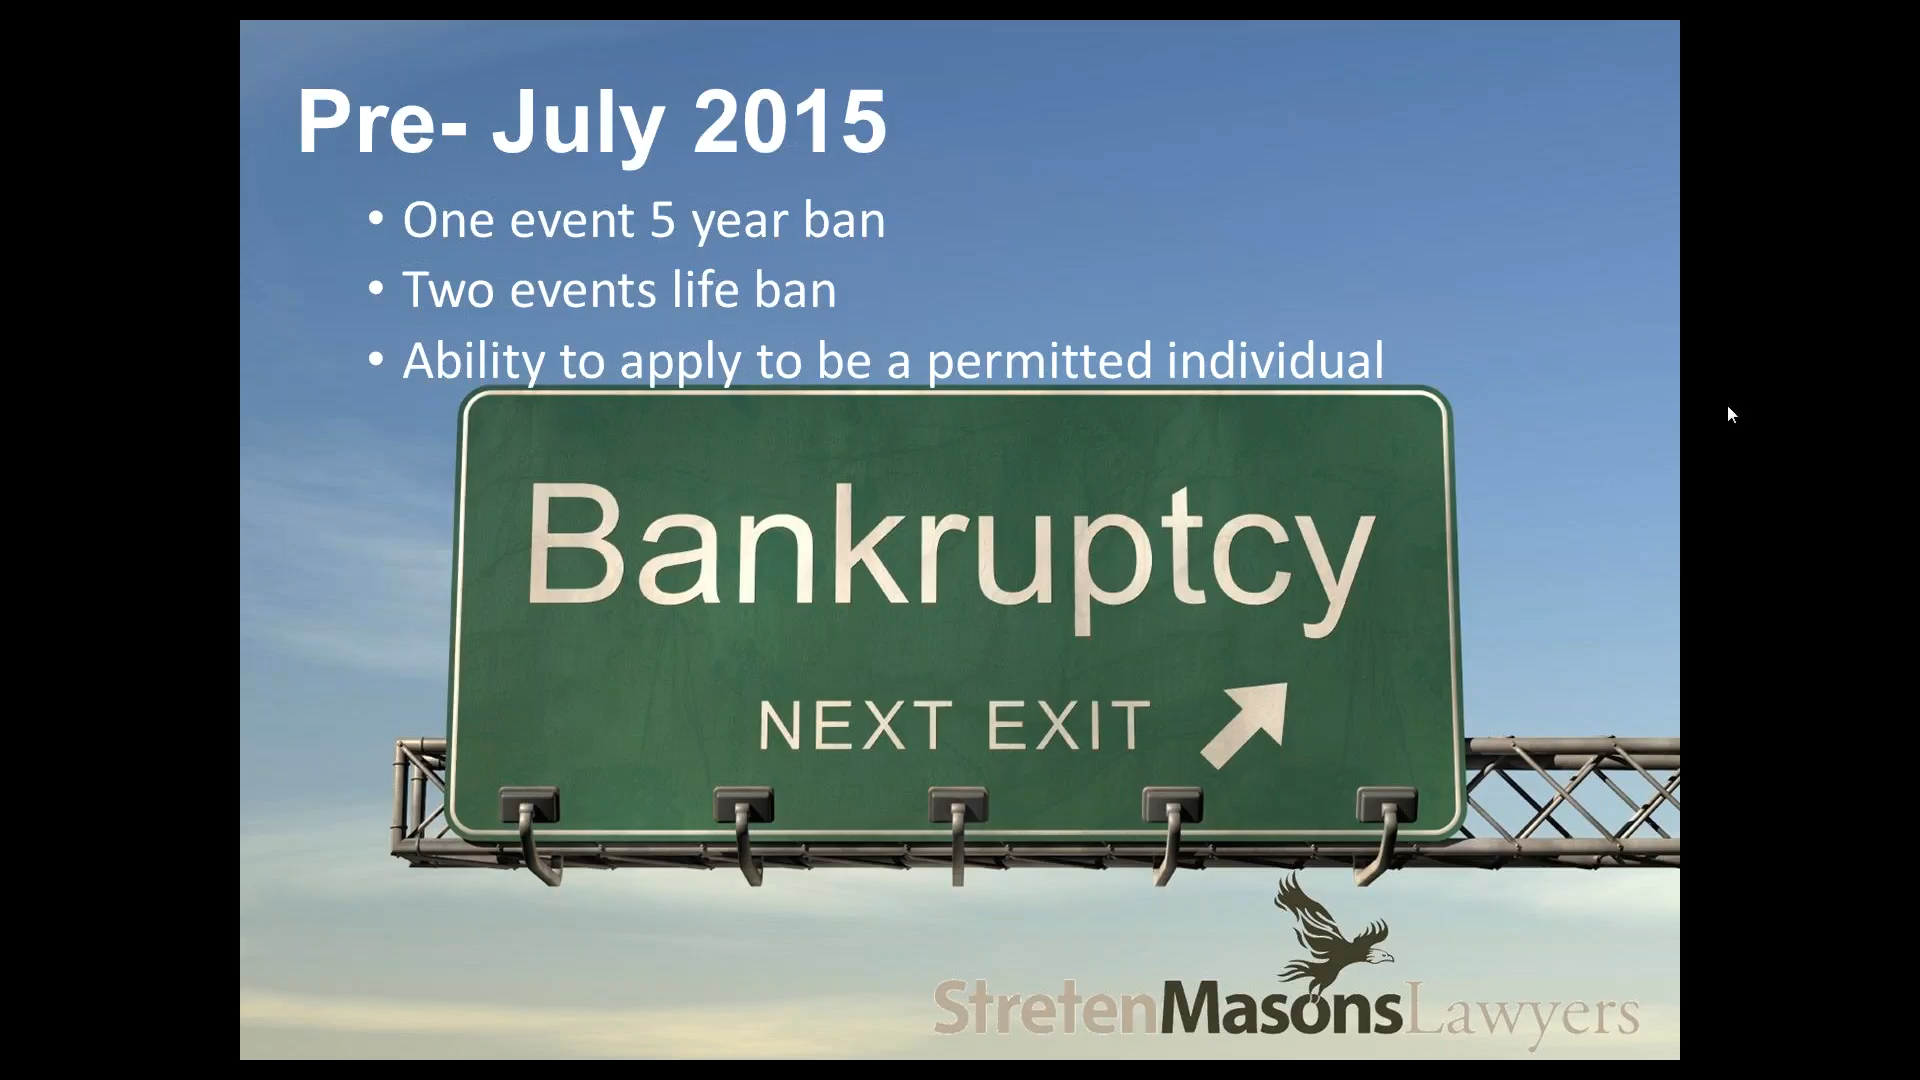 Pre- July 2015
• One event 5 year ban
• Two events life ban
• Ability to apply to be a permitted individual
Bankruptcy
NEXT EXIT
StretenMasonsLawyers